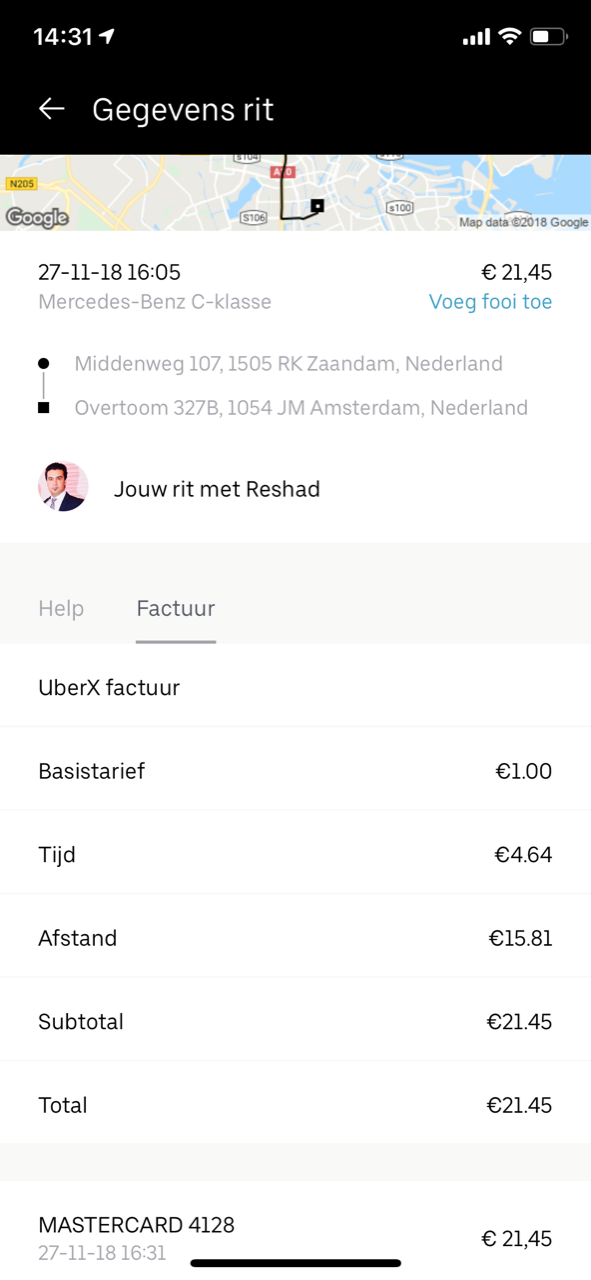 14:31
Gegevens rit
s104
A10
N205
Google
S106
s100
Map data ©2018 Google
27-11-18 16:05
€ 21,45
Mercedes-Benz C-klasse
Voeg fooi toe
Middenweg 107, 1505 RK Zaandam, Nederland
Overtoom 327B, 1054 JM Amsterdam, Nederland
Jouw rit met Reshad
Help
Factuur
UberX factuur
Basistarief
€1.00
Tijd
€4.64
Afstand
€15.81
Subtotal
€21.45
Total
€21.45
MASTERCARD 4128
€ 21,45
27-11-18 16:31